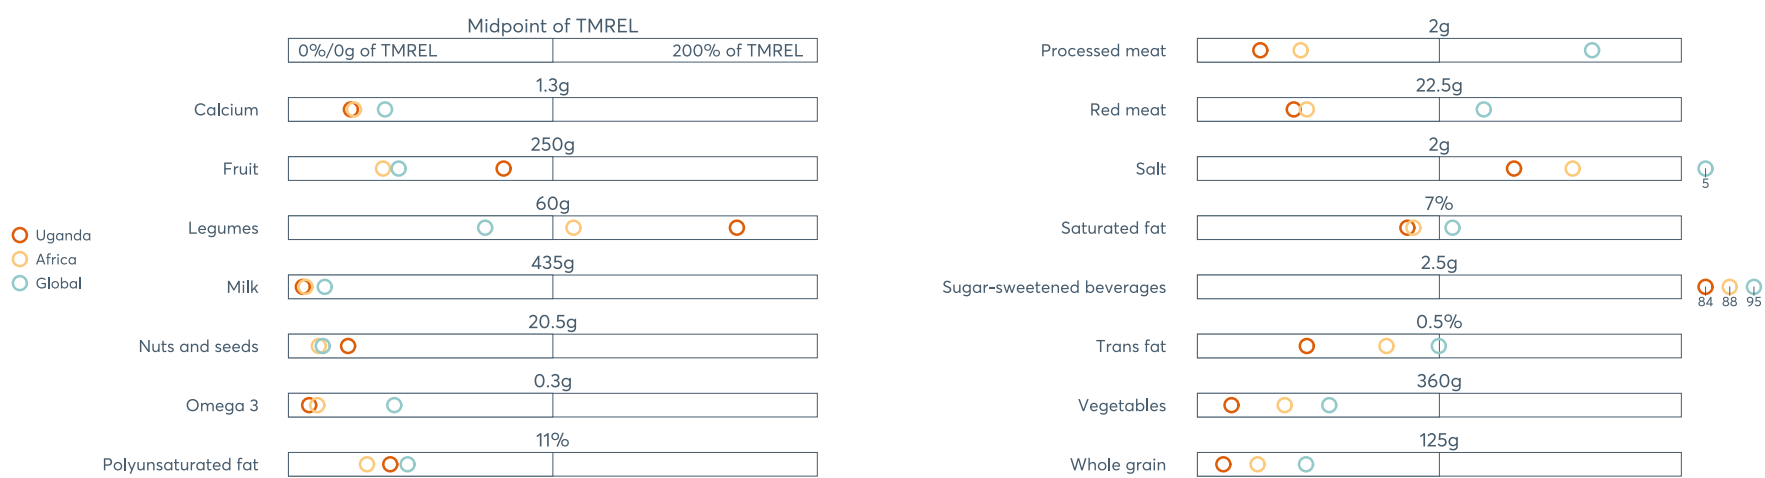 Midpoint of TMREL
0%/0g of TMREL 200% of TMREL
1.3g
Calcium
250g
Fruit
60g
Legumes
435g
Milk
20.5g
Nuts and seeds
0.3g
Omega 3
11%
Polyunsaturated fat
Uganda
Africa
Global
2g
Processed meat
22.5g
Red meat
2g
Salt
5
7%
Saturated fat
2.5g
Sugar-sweetened beverages
84 88 95
0.5%
Trans fat
360g
Vegetables
125g
Whole grain